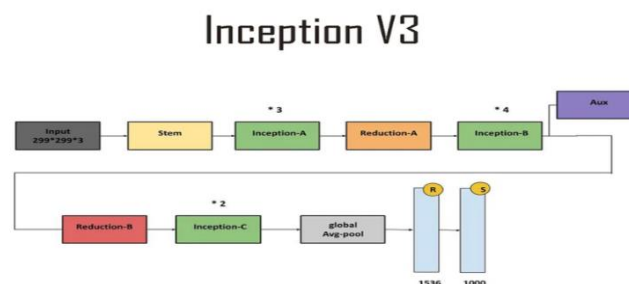 Inception V3
* 3
* 4
Aux
Input
299*299*3
Stem
Inception-A
Reduction-A
Inception-B
* 2
R
S
Reduction-B
Inception-C
global
Avg-pool
1536
1000